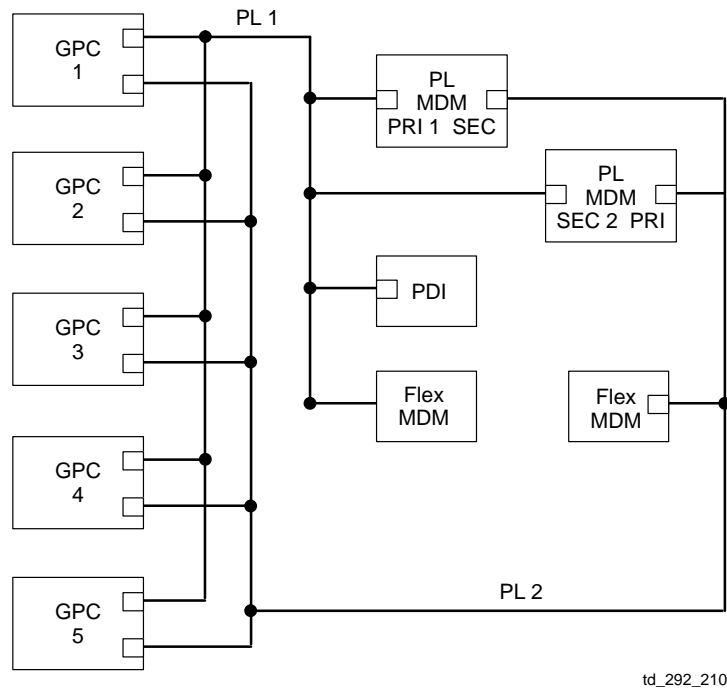 PL 1
GPC
1
PL
MDM
PRI 1 SEC
GPC
2
PL
MDM
SEC 2 PRI
GPC
3
PDI
Flex
MDM
Flex
MDM
GPC
4
GPC
5
PL 2
td_292_210